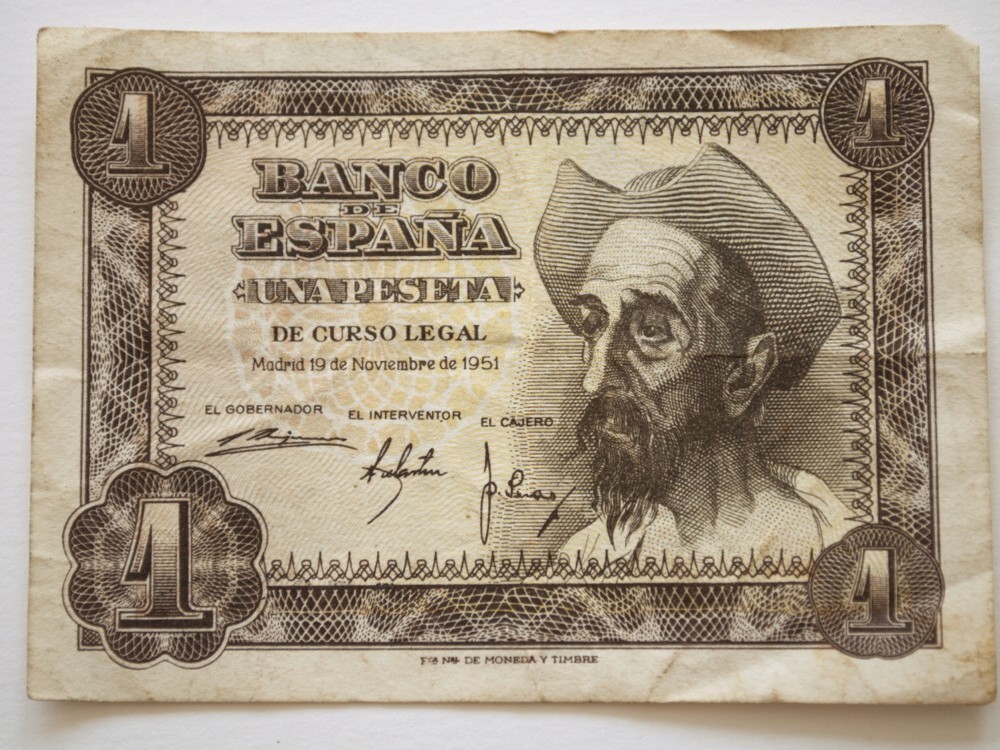 1 1
BANCO
DE
ESPAÑA
UNA PESETA
DE CURSO LEGAL
Madrid 19 de Noviembre de 1951
EL GOBERNADOR EL INTERVENTOR EL CAJERO
1 1
Fca Nal DE MONEDA Y TIMBRE